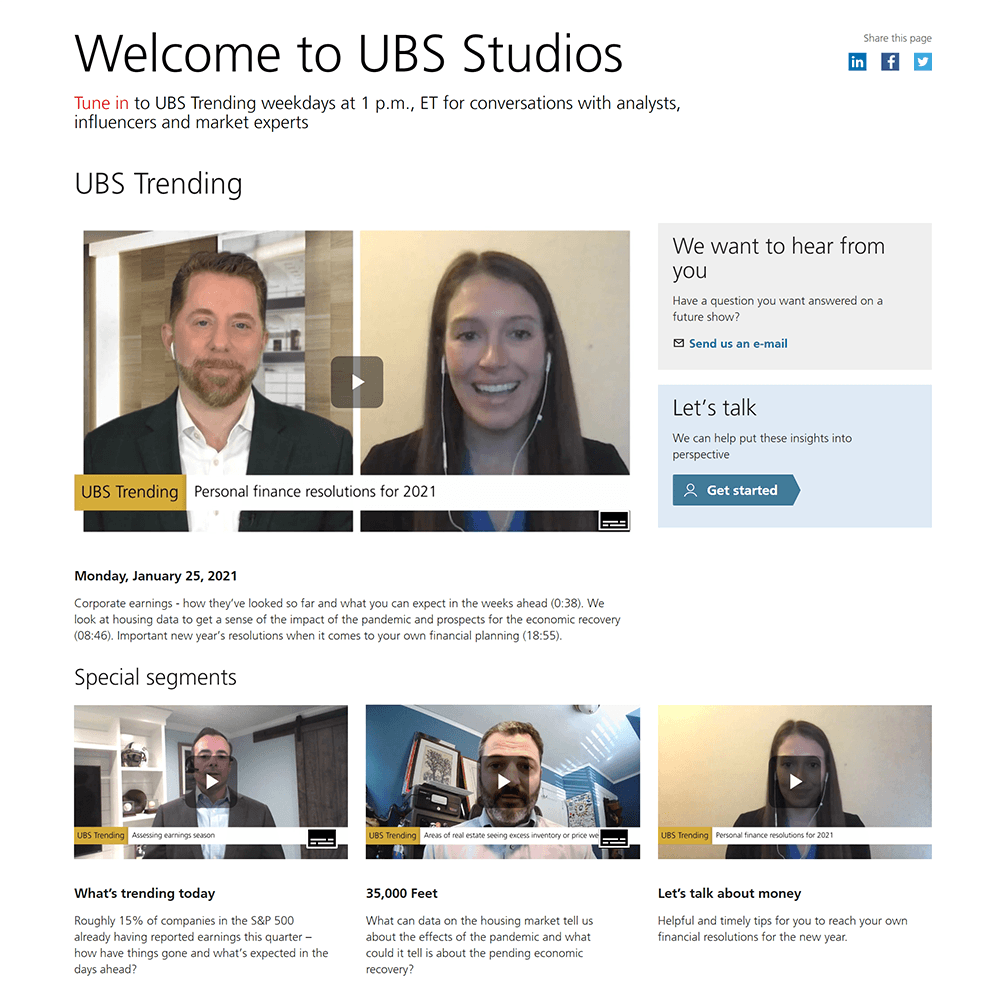 Welcome to UBS Studios
Share this page
in f
Tune in to UBS Trending weekdays at 1 p.m., ET for conversations with analysts,
influencers and market experts
UBS Trending
We want to hear from
you
Have a question you want answered on a
future show?
Send us an e-mail
Let's talk
We can help put these insights into
perspective
Get started
UBS Trending Personal finance resolutions for 2021
Monday, January 25, 2021
Corporate earnings - how they've looked so far and what you can expect in the weeks ahead (0:38). We
look at housing data to get a sense of the impact of the pandemic and prospects for the economic recovery
(08:46). Important new year's resolutions when it comes to your own financial planning (18:55).
Special segments
UBS Trending Assessing earnings season
UBS Trending Areas of real estate seeing excess inventory or price we
UBS Trending Personal finance resolutions for 2021
What's trending today
Roughly 15% of companies in the S&P 500
already having reported earnings this quarter –
how have things gone and what's expected in the
days ahead?
35,000 Feet
What can data on the housing market tell us
about the effects of the pandemic and what
could it tell is about the pending economic
recovery?
Let's talk about money
Helpful and timely tips for you to reach your own
financial resolutions for the new year.